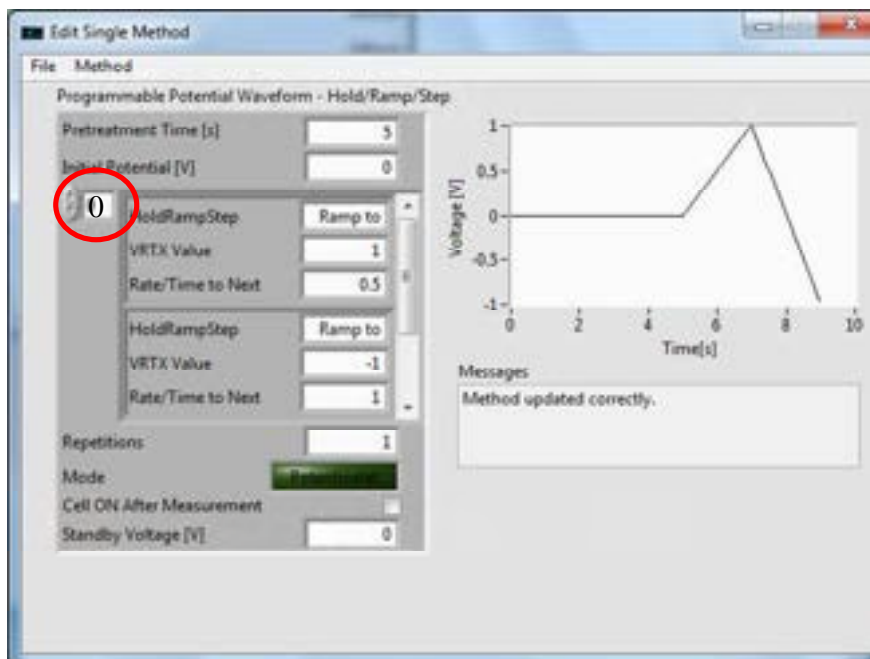 Edit Single Method
File Method
Programmable Potential Waveform - Hold/Ramp/Step
Pretreatment Time [s] 5
Initial Potential [V] 0
0
HoldRampStep Ramp to
VRTX Value 1
Rate/Time to Next 0.5
HoldRampStep Ramp to
VRTX Value -1
Rate/Time to Next 1
Repetitions 1
Mode
Cell ON After Measurement
Standby Voltage [V] 0
Voltage [V]
1
0.5
0
-0.5
-1
0 2 4 6 8 10
Time[s]
Messages
Method updated correctly.